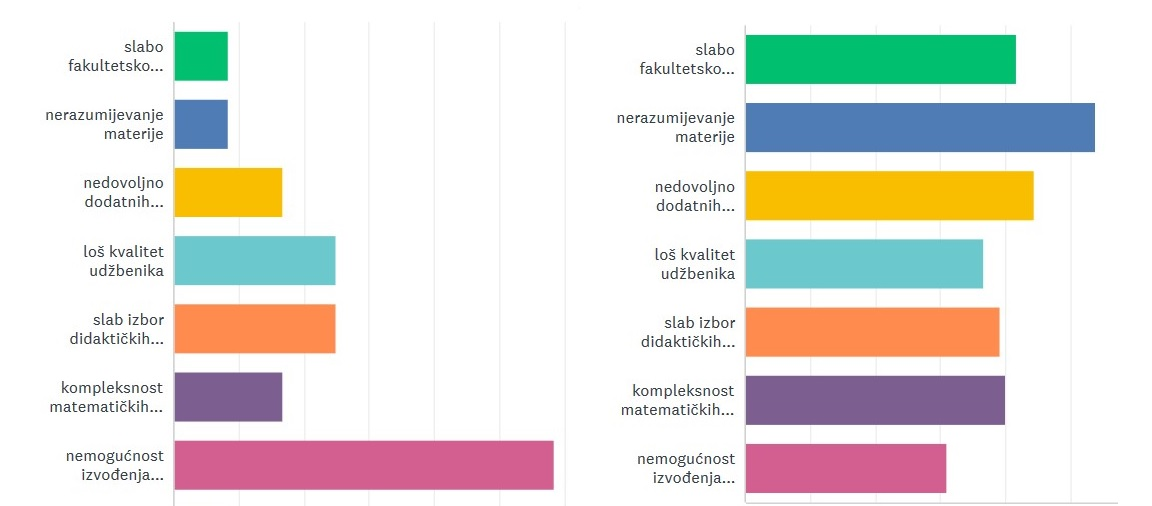 slabo
fakultetsko...
nerazumijevanje
materije
nedovoljno
dodatnih...
loš kvalitet
udžbenika
slab izbor
didaktičkih...
kompleksnost
matematičkih...
nemogućnost
izvođenja...
slabo
fakultetsko...
nerazumijevanje
materije
nedovoljno
dodatnih...
loš kvalitet
udžbenika
slab izbor
didaktičkih...
kompleksnost
matematičkih...
nemogućnost
izvođenja...